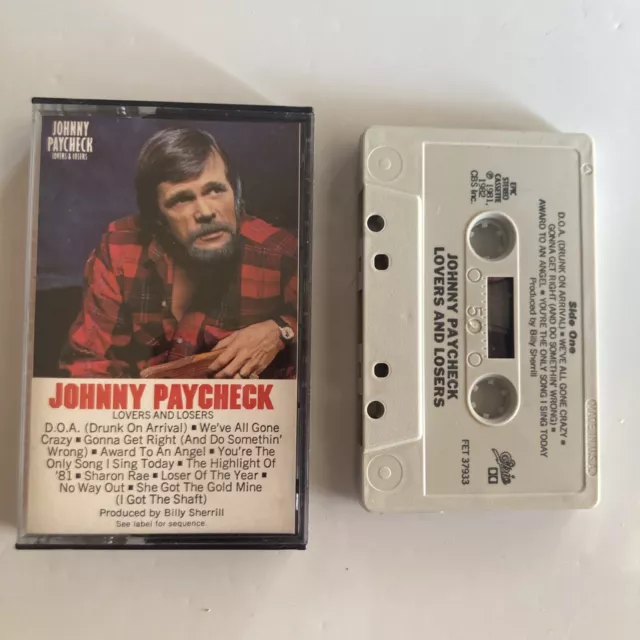 JOHNNY
PAYCHECK
LOVERS & LOSERS
JOHNNY PAYCHECK
LOVERS AND LOSERS
D.O.A. (Drunk On Arrival) ▪ We've All Gone
Crazy ▪ Gonna Get Right (And Do Somethin'
Wrong) ▪ Award To An Angel ▪ You're The
Only Song I Sing Today ▪ The Highlight Of
'81 ▪ Sharon Rae ▪ Loser Of The Year ▪
No Way Out ▪ She Got The Gold Mine
(I Got The Shaft)
Produced by Billy Sherrill
See label for sequence.
Side One
D.O.A. (DRUNK ON ARRIVAL) ▪ WE'VE ALL GONE CRAZY ▪
GONNA GET RIGHT (AND DO SOMETHIN' WRONG) ▪
AWARD TO AN ANGEL ▪ YOU'RE THE ONLY SONG I SING TODAY
Produced by Billy Sherrill
EPIC
STEREO
CASSETTE
℗ 1981,
1982
CBS Inc.
50
JOHNNY PAYCHECK
LOVERS AND LOSERS
FET 37933
Epic